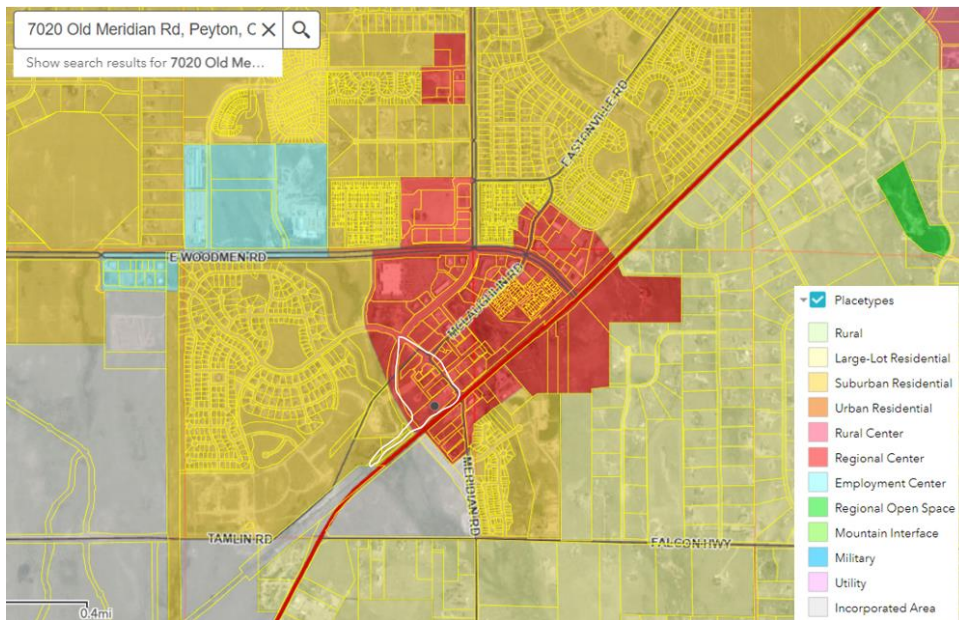 7020 Old Meridian Rd, Peyton, C
Show search results for 7020 Old Me...
EASTONVILLE RD
E WOODMEN RD
MCLAUGHLIN RD
MERIDIAN RD
TAMLIN RD
FALCON HWY
0.4mi
Placetypes
Rural
Large-Lot Residential
Suburban Residential
Urban Residential
Rural Center
Regional Center
Employment Center
Regional Open Space
Mountain Interface
Military
Utility
Incorporated Area